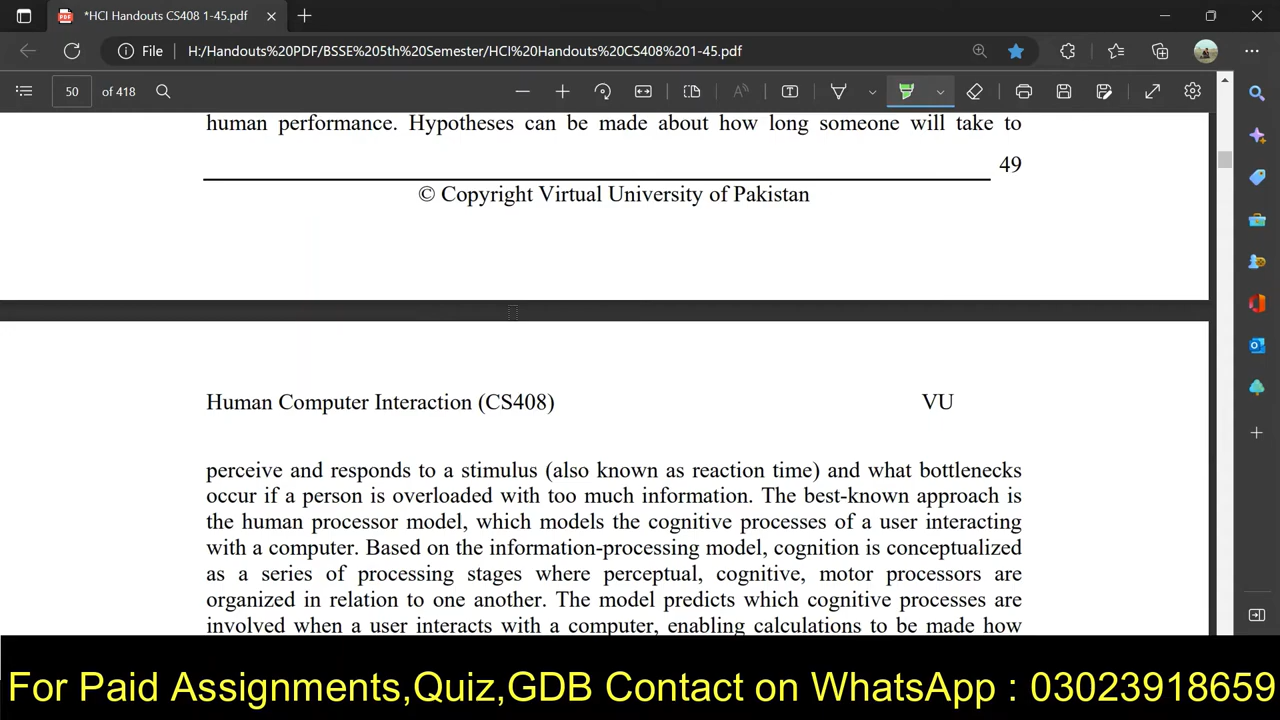 *HCI Handouts CS408 1-45.pdf
File
H:/Handouts%20PDF/BSSE%205th%20Semester/HCI%20Handouts%20CS408%201-45.pdf
50 of 418
human performance. Hypotheses can be made about how long someone will take to
49
© Copyright Virtual University of Pakistan
Human Computer Interaction (CS408) VU
perceive and responds to a stimulus (also known as reaction time) and what bottlenecks
occur if a person is overloaded with too much information. The best-known approach is
the human processor model, which models the cognitive processes of a user interacting
with a computer. Based on the information-processing model, cognition is conceptualized
as a series of processing stages where perceptual, cognitive, motor processors are
organized in relation to one another. The model predicts which cognitive processes are
involved when a user interacts with a computer, enabling calculations to be made how
For Paid Assignments,Quiz,GDB Contact on WhatsApp : 03023918659